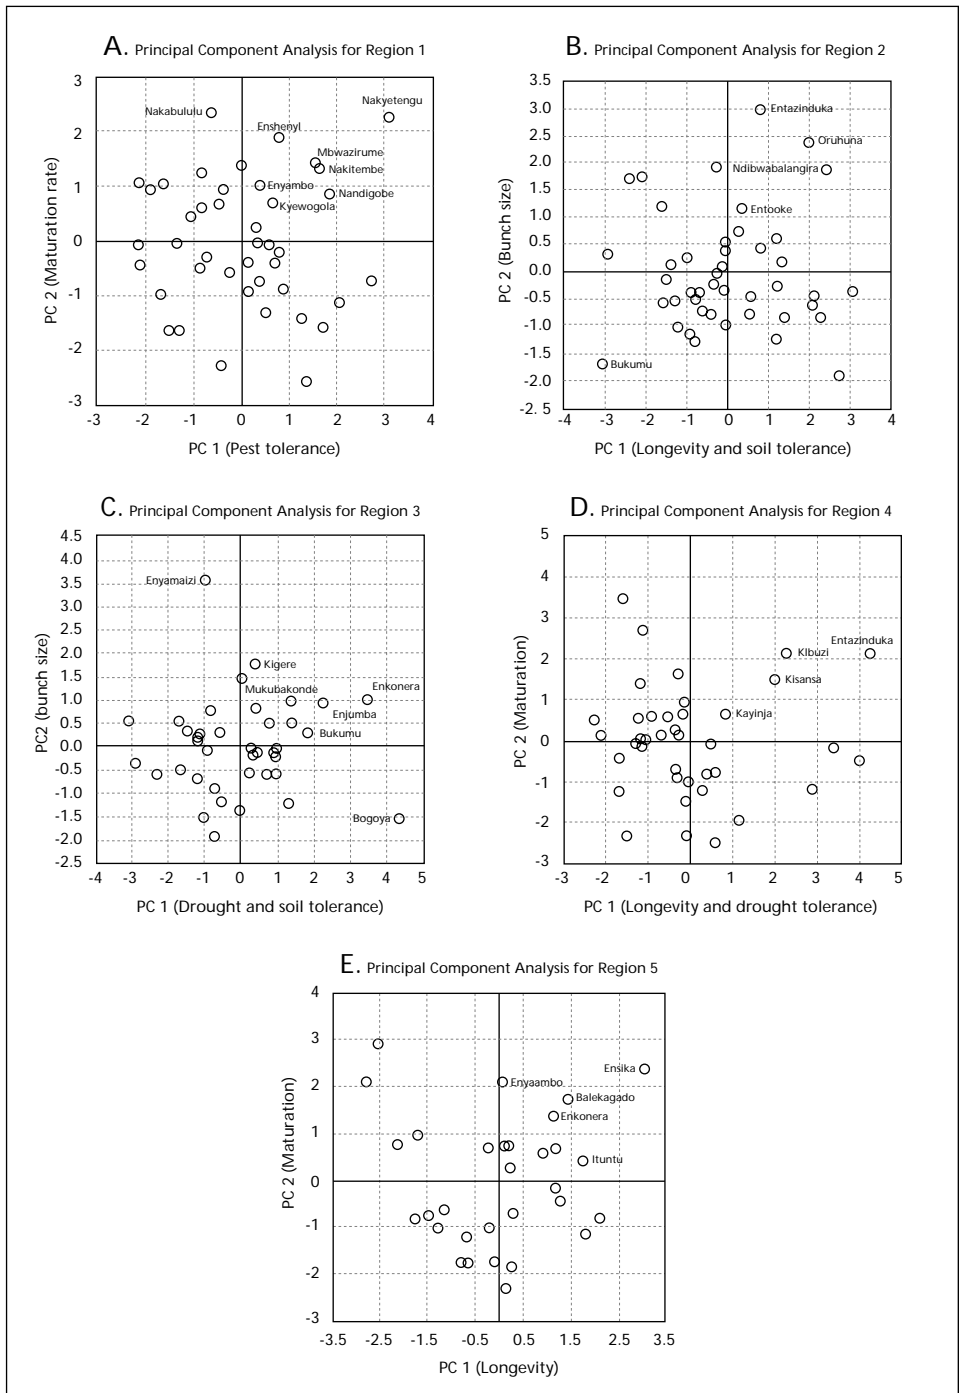 A. Principal Component Analysis for Region 1
PC 2 (Maturation rate)
3
2
1
0
-1
-2
-3
Nakabululu
Nakyetengu
Enshenyl
Mbwazirume
Nakitembe
Enyambo
Nandigobe
Kyewogola
-3 -2 -1 0 1 2 3 4
PC 1 (Pest tolerance)
B. Principal Component Analysis for Region 2
PC 2 (Bunch size)
3.5
3.0
2.5
2.0
1.5
1.0
0.5
0.0
-0.5
-1.0
-1.5
-2.0
-2. 5
Entazinduka
Oruhuna
Ndibwabalangira
Entooke
Bukumu
-4 -3 -2 -1 0 1 2 3 4
PC 1 (Longevity and soil tolerance)
C. Principal Component Analysis for Region 3
PC2 (bunch size)
4.5
4.0
3.5
3.0
2.5
2.0
1.5
1.0
0.5
0.0
-0.5
-1.0
-1.5
-2.0
-2.5
Enyamaizi
Kigere
Mukubakonde
Enkonera
Enjumba
Bukumu
Bogoya
-4 -3 -2 -1 0 1 2 3 4 5
PC 1 (Drought and soil tolerance)
D. Principal Component Analysis for Region 4
PC 2 (Maturation)
5
4
3
2
1
0
-1
-2
-3
Entazinduka
KIbuzi
Kisansa
Kayinja
-3 -2 -1 0 1 2 3 4 5
PC 1 (Longevity and drought tolerance)
E. Principal Component Analysis for Region 5
PC 2 (Maturation)
4
3
2
1
0
-1
-2
-3
Ensika
Enyaambo
Balekagado
Enkonera
Ituntu
-3.5 -2.5 -1.5 -0.5 0.5 1.5 2.5 3.5
PC 1 (Longevity)